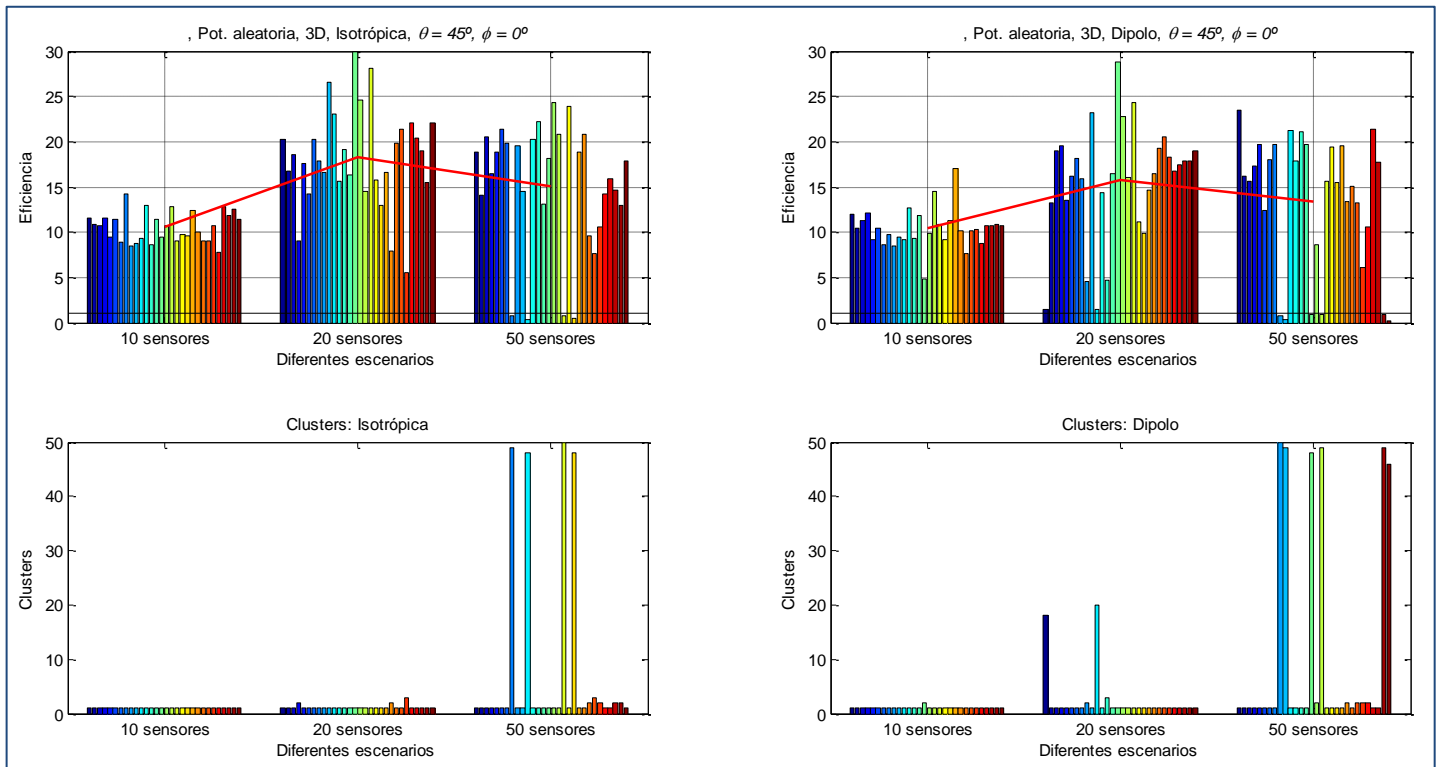 , Pot. aleatoria, 3D, Isotrópica, θ = 45º, ϕ = 0º
30
25
20
15
10
5
0
Eficiencia
10 sensores 20 sensores 50 sensores
Diferentes escenarios
, Pot. aleatoria, 3D, Dipolo, θ = 45º, ϕ = 0º
30
25
20
15
10
5
0
Eficiencia
10 sensores 20 sensores 50 sensores
Diferentes escenarios
Clusters: Isotrópica
50
40
30
20
10
0
Clusters
10 sensores 20 sensores 50 sensores
Diferentes escenarios
Clusters: Dipolo
50
40
30
20
10
0
Clusters
10 sensores 20 sensores 50 sensores
Diferentes escenarios